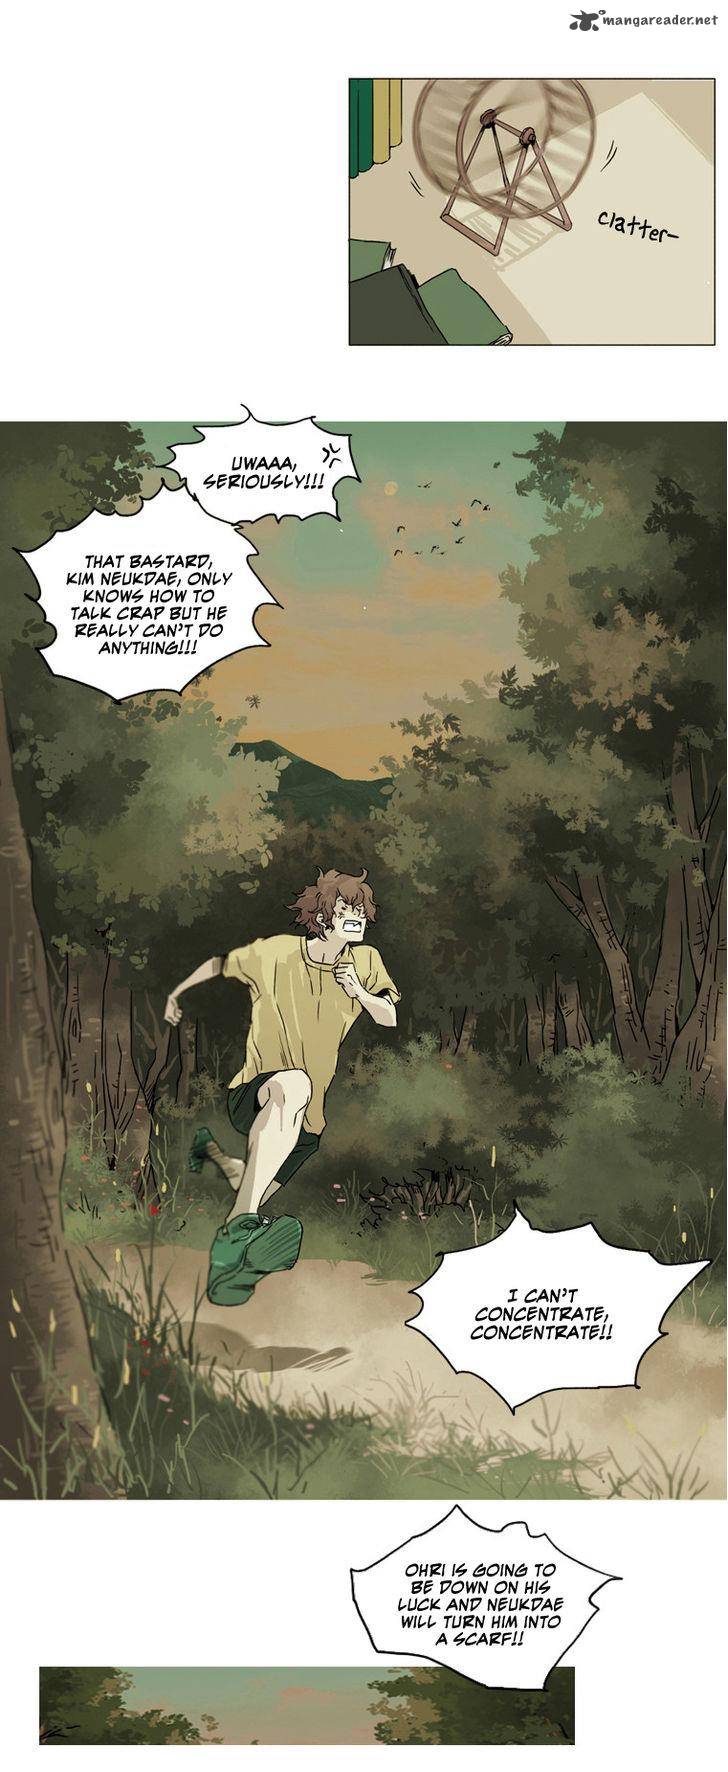 mangareader.net
clatter-
UWAAA,
SERIOUSLY!!!
THAT BASTARD,
KIM NEUKDAE, ONLY
KNOWS HOW TO
TALK CRAP BUT HE
REALLY CAN'T DO
ANYTHING!!!
I CAN'T
CONCENTRATE,
CONCENTRATE!!
OHRI IS GOING TO
BE DOWN ON HIS
LUCK AND NEUKDAE
WILL TURN HIM INTO
A SCARF!!